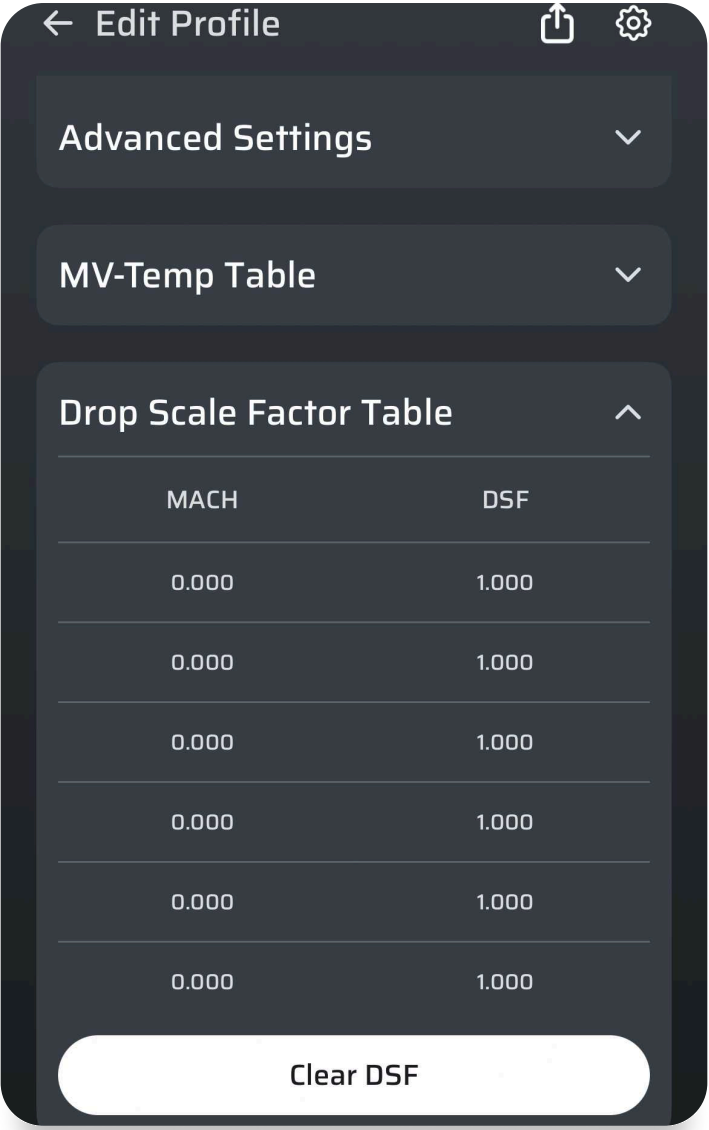 Edit Profile
Advanced Settings
MV-Temp Table
Drop Scale Factor Table
MACH DSF
0.000 1.000
0.000 1.000
0.000 1.000
0.000 1.000
0.000 1.000
0.000 1.000
Clear DSF